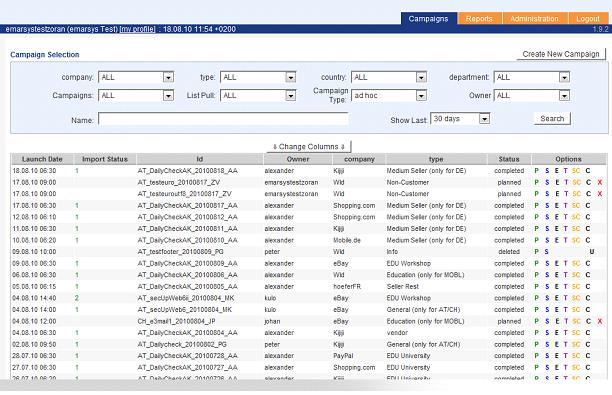 Campaigns Reports Administration Logout
emarsystestzoran (emarsys Test) [my profile] : 18.08.10 11:54 +0200 1.9.2
Campaign Selection Create New Campaign
company: ALL type: ALL country: ALL department: ALL
Campaigns: ALL List Pull: ALL Campaign Type: ad hoc Owner ALL
Name: Show Last: 30 days Search
⇓ Change Columns ⇓
Launch Date Import Status Id Owner company type Status Options
18.08.10 06:30 1 AT_DailyCheckAK_20100818_AA alexander Kijiji Medium Seller (only for DE) completed P S E T SC C
17.08.10 09:00 AT_testeuro_20100817_ZV emarsystestzoran Wld Non-Customer planned P S E T SC C X
17.08.10 09:00 AT_testeuroutf8_20100817_ZV emarsystestzoran Wld Non-Customer planned P S E T SC C X
17.08.10 06:30 1 AT_DailyCheckAK_20100817_AA alexander Shopping.com Medium Seller (only for DE) completed P S E T SC C
12.08.10 06:10 1 AT_DailyCheckAK_20100812_AA alexander Shopping.com Medium Seller (only for DE) completed P S E T SC C
11.08.10 06:30 1 AT_DailyCheckAK_20100811_AA alexander Kijiji Medium Seller (only for DE) completed P S E T SC C
10.08.10 06:20 1 AT_DailyCheckAK_20100810_AA alexander Mobile.de Medium Seller (only for DE) completed P S E T SC C
09.08.10 10:00 AT_testfooter_20100809_PG peter Wld Info deleted P S U
09.08.10 06:30 1 AT_DailyCheckAK_20100809_AA alexander eBay EDU Workshop completed P S E T SC C
06.08.10 06:30 1 AT_DailyCheckAK_20100806_AA alexander Wld Education (only for MOBL) completed P S E T SC C
05.08.10 06:15 1 AT_DailyCheckAK_20100805_AA alexander hoeferFR Seller Rest completed P S E T SC C
04.08.10 14:40 2 AT_secUpWeb6ii_20100804_MK kulo eBay EDU Workshop completed P S E T SC C
04.08.10 14:00 1 AT_secUpWeb6_20100804_MK kulo eBay General (only for AT/CH) completed P S E T SC C
04.08.10 12:00 CH_e3mail1_20100804_JP johan eBay Education (only for MOBL) planned P S E T SC C X
04.08.10 06:30 1 AT_DailyCheckAK_20100804_AA alexander Kijiji vendor completed P S E T SC C
02.08.10 09:50 1 AT_Dailycheck_20100802_PG peter Kijiji General (only for AT/CH) completed P S E T SC C
28.07.10 06:30 1 AT_DailyCheckAK_20100728_AA alexander PayPal EDU University completed P S E T SC C
27.07.10 06:30 1 AT_DailyCheckAK_20100727_AA alexander Shopping.com EDU University completed P S E T SC C
26.07.10 06:20 1 AT_DailyCheckAK_20100726_AA alexander Kijiji EDU University completed P S E T SC C